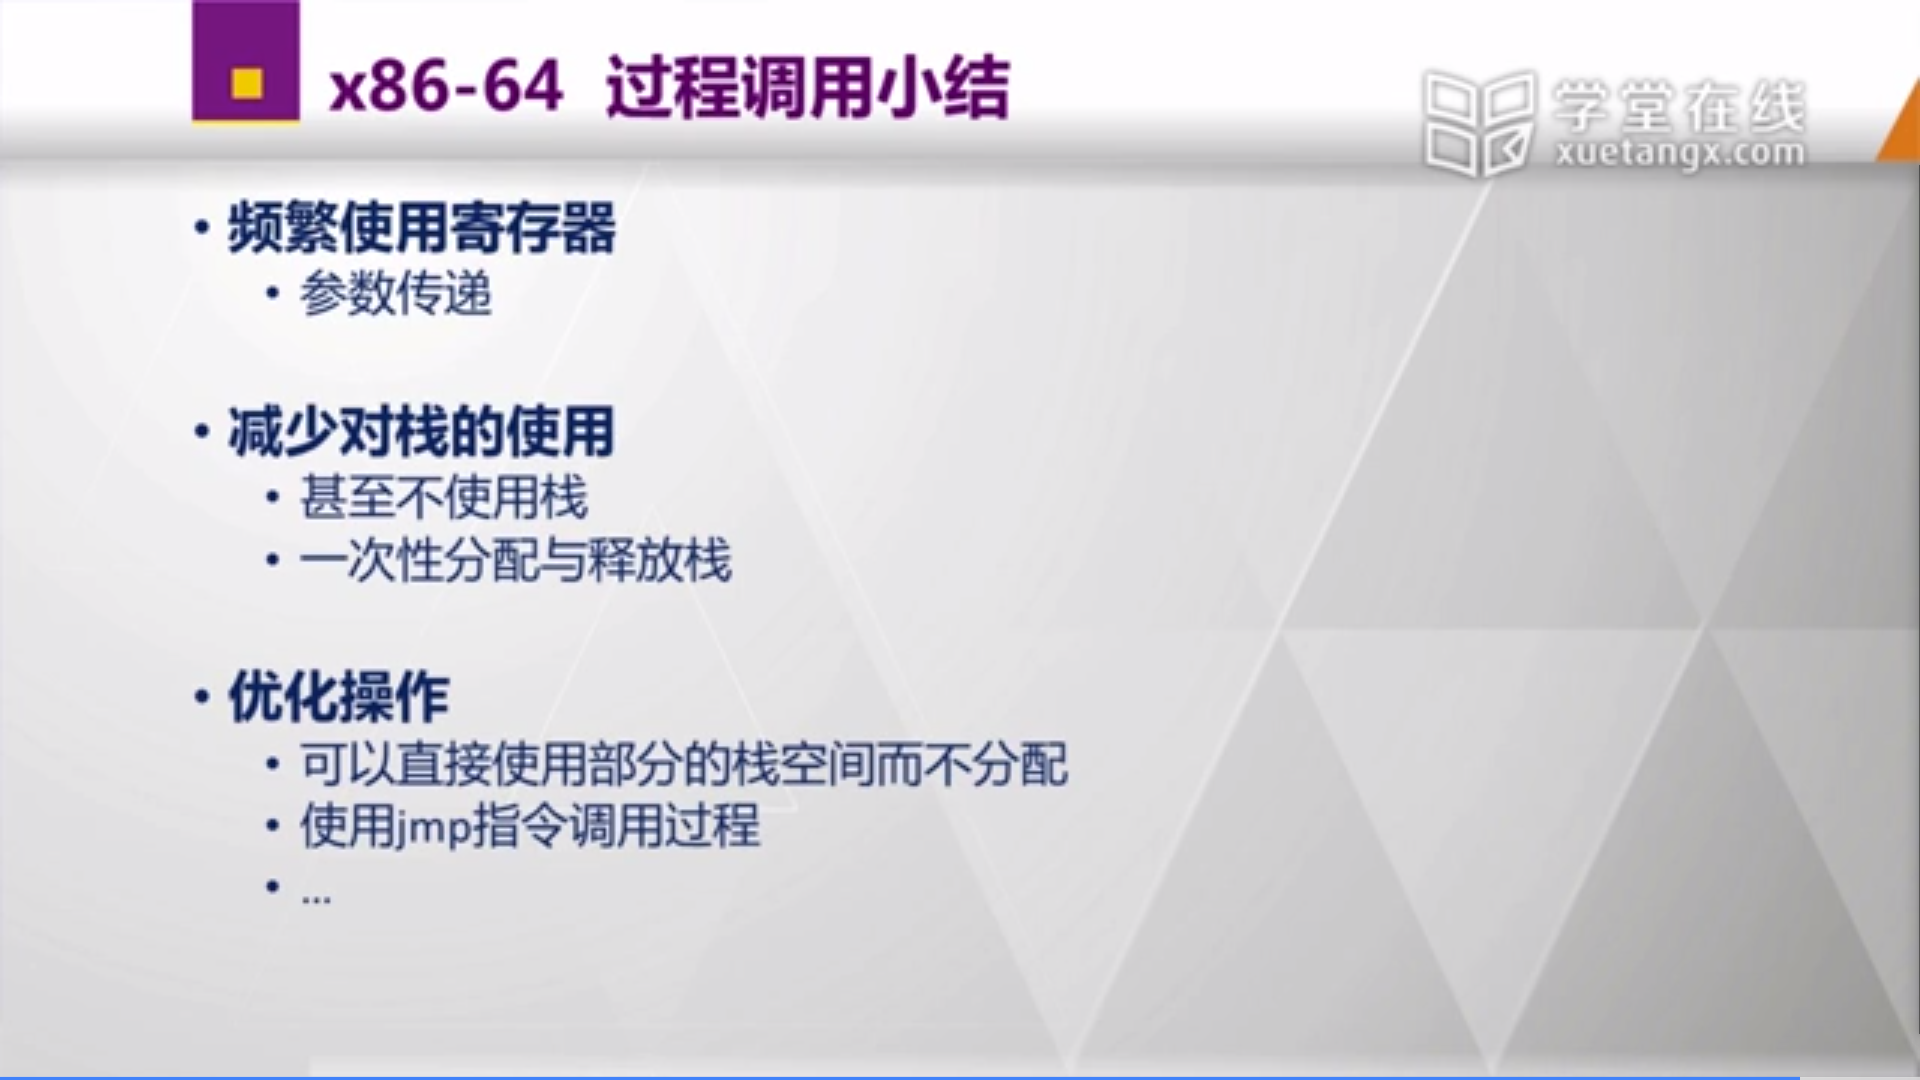 x86-64 过程调用小结
学堂在线
xuetangx.com
• 频繁使用寄存器
• 参数传递
• 减少对栈的使用
• 甚至不使用栈
• 一次性分配与释放栈
• 优化操作
• 可以直接使用部分的栈空间而不分配
• 使用jmp指令调用过程
• ...